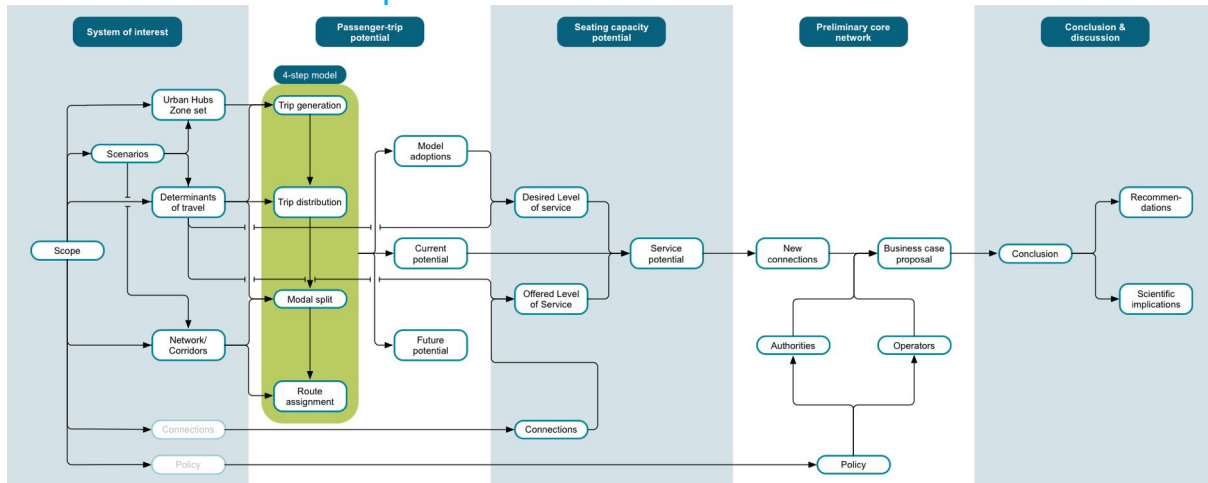 System of interest
Passenger-trip
potential
Seating capacity
potential
Preliminary core
network
Conclusion &
discussion
4-step model
Urban Hubs
Zone set
Trip generation
Scenarios
Model
adoptions
Determinants
of travel
Trip distribution
Desired Level
of service
Recommen-
dations
Scope
Current
potential
Service
potential
New
connections
Business case
proposal
Conclusion
Modal split
Offered Level
of Service
Scientific
implications
Network/
Corridors
Future
potential
Authorities
Operators
Route
assignment
Connections
Connections
Policy
Policy